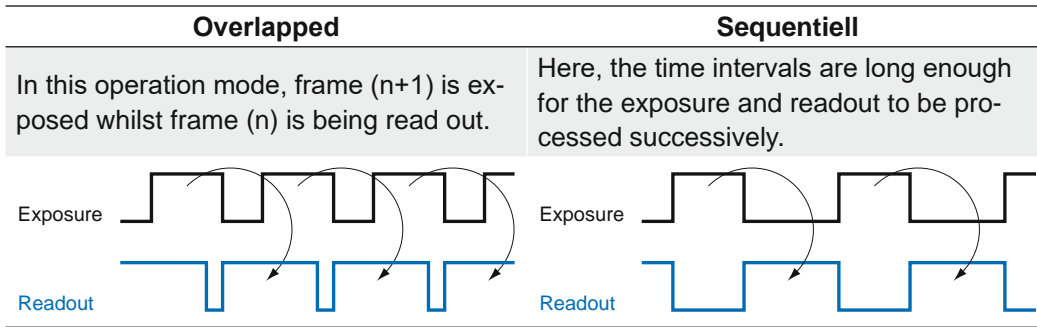 Overlapped
Sequentiell
In this operation mode, frame (n+1) is ex-
posed whilst frame (n) is being read out.
Here, the time intervals are long enough
for the exposure and readout to be pro-
cessed successively.
Exposure
Readout
Exposure
Readout